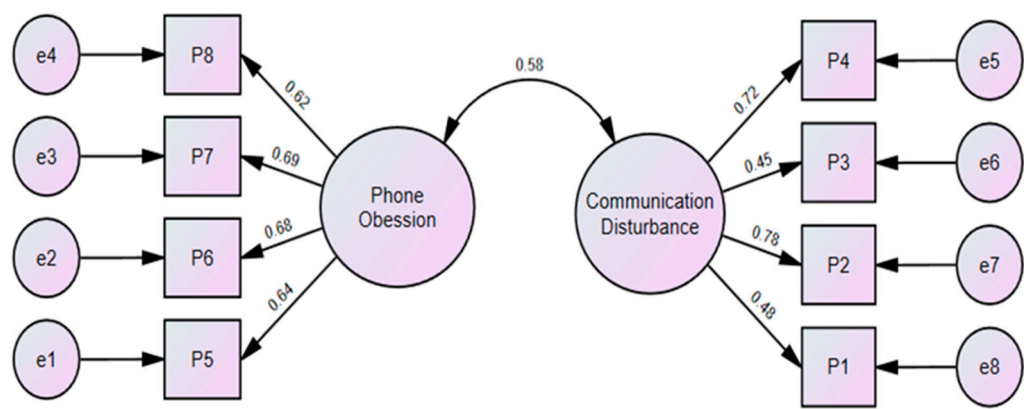 e4
P8
0.62
e3
P7
0.69
e2
P6
0.68
e1
P5
0.64
Phone
Obession
0.58
Communication
Disturbance
0.72
P4
e5
0.45
P3
e6
0.78
P2
e7
0.48
P1
e8